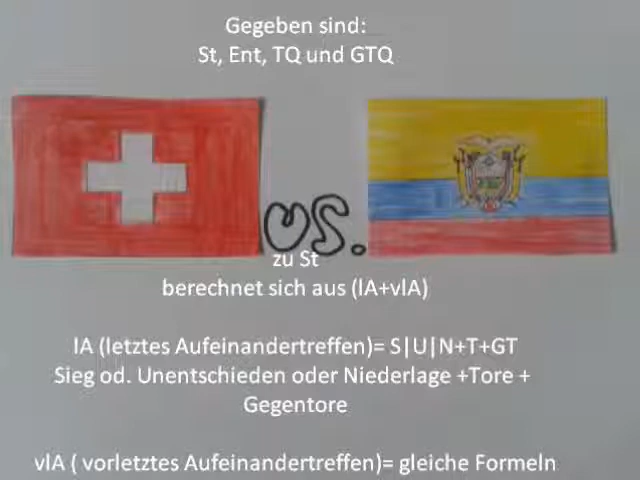 Gegeben sind:
St, Ent, TQ und GTQ
vs.
zu St
berechnet sich aus (lA+vlA)
lA (letztes Aufeinandertreffen)= S|U|N+T+GT
Sieg od. Unentschieden oder Niederlage +Tore +
Gegentore
vlA ( vorletztes Aufeinandertreffen)= gleiche Formeln